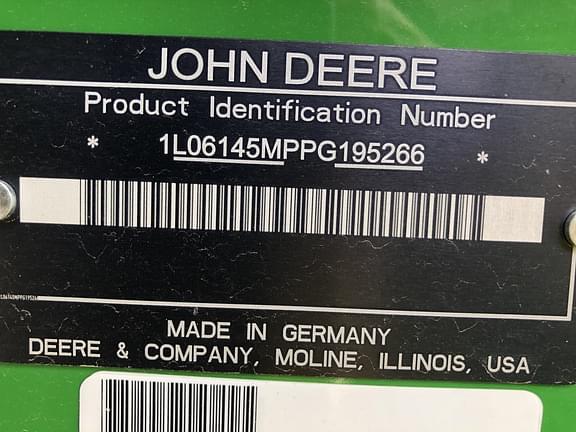 JOHN DEERE
Product Identification Number
* 1L06145MPPG195266 *
MADE IN GERMANY
DEERE & COMPANY, MOLINE, ILLINOIS, USA